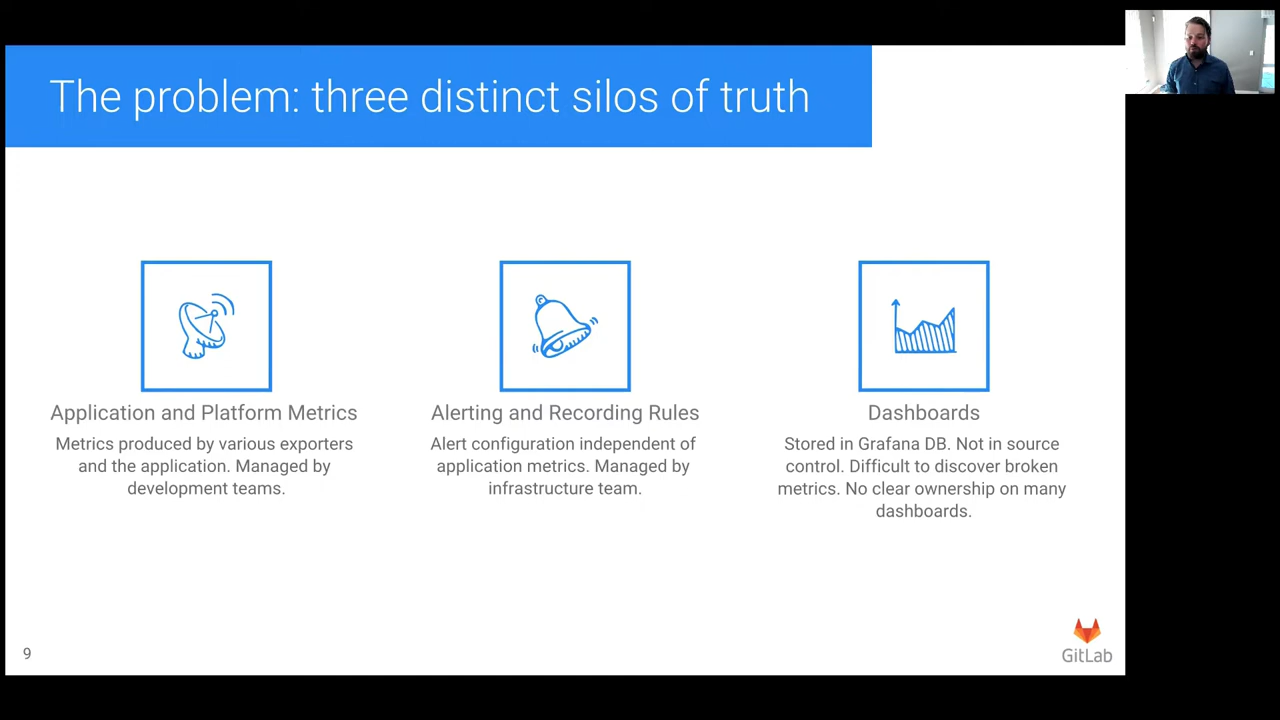 The problem: three distinct silos of truth
Application and Platform Metrics
Metrics produced by various exporters
and the application. Managed by
development teams.
Alerting and Recording Rules
Alert configuration independent of
application metrics. Managed by
infrastructure team.
Dashboards
Stored in Grafana DB. Not in source
control. Difficult to discover broken
metrics. No clear ownership on many
dashboards.
9
GitLab